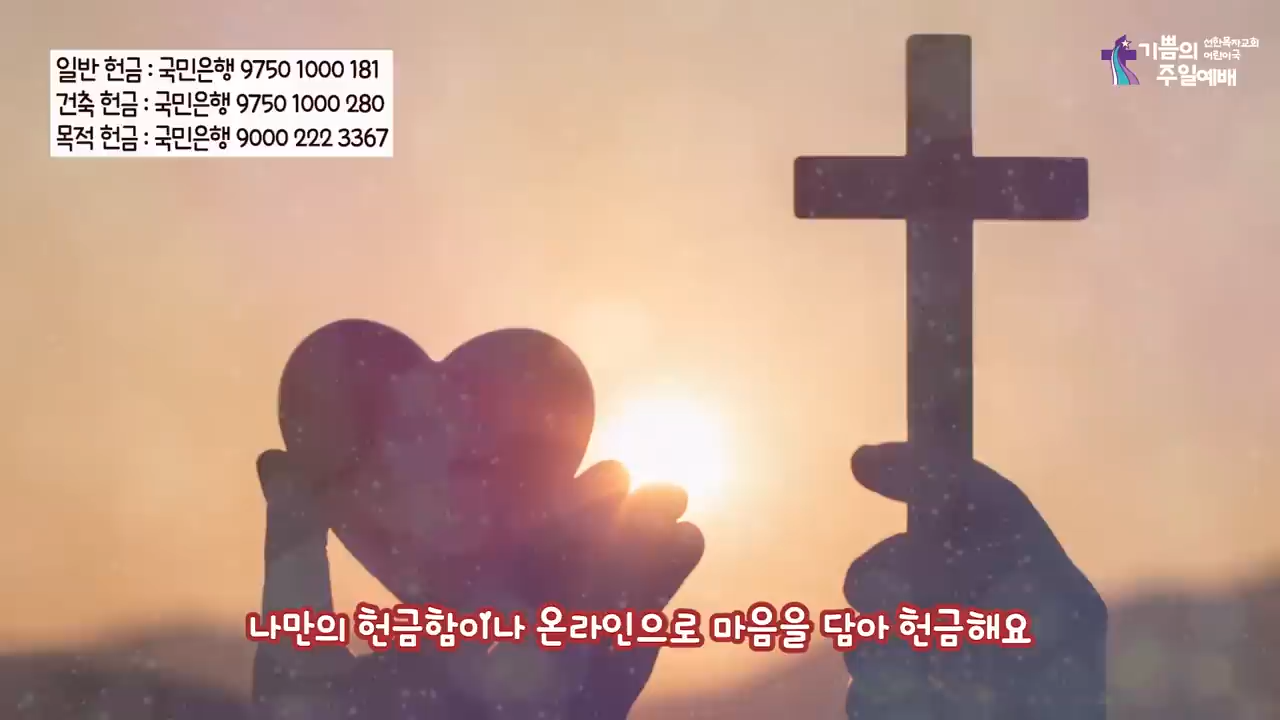 일반 헌금 : 국민은행 9750 1000 181
건축 헌금 : 국민은행 9750 1000 280
목적 헌금 : 국민은행 9000 222 3367
기쁨의 선한목자교회 어린이국
주일예배
나만의 헌금함이나 온라인으로 마음을 담아 헌금해요